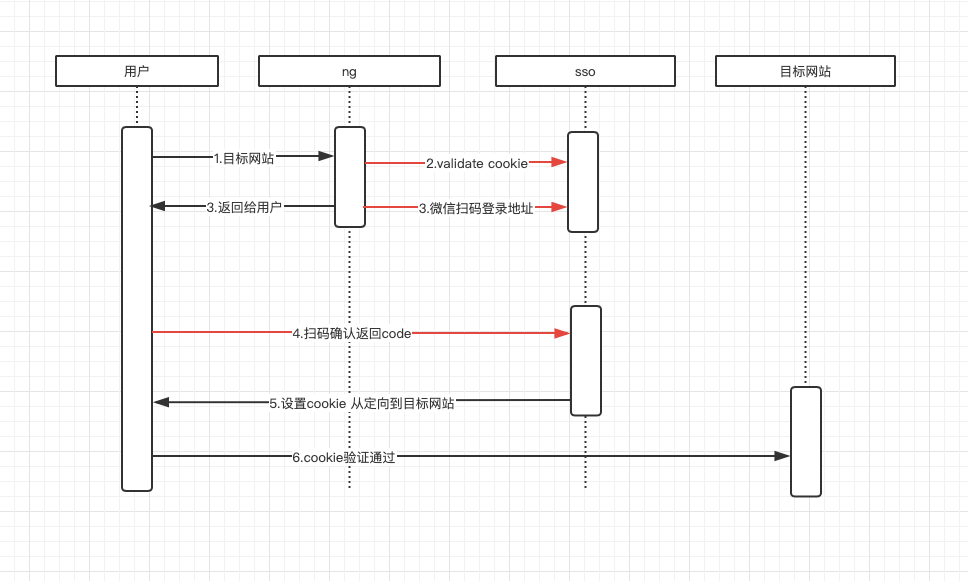 用户
ng
sso
目标网站
1.目标网站
2.validate cookie
3.返回给用户
3.微信扫码登录地址
4.扫码确认返回code
5.设置cookie 从定向到目标网站
6.cookie验证通过